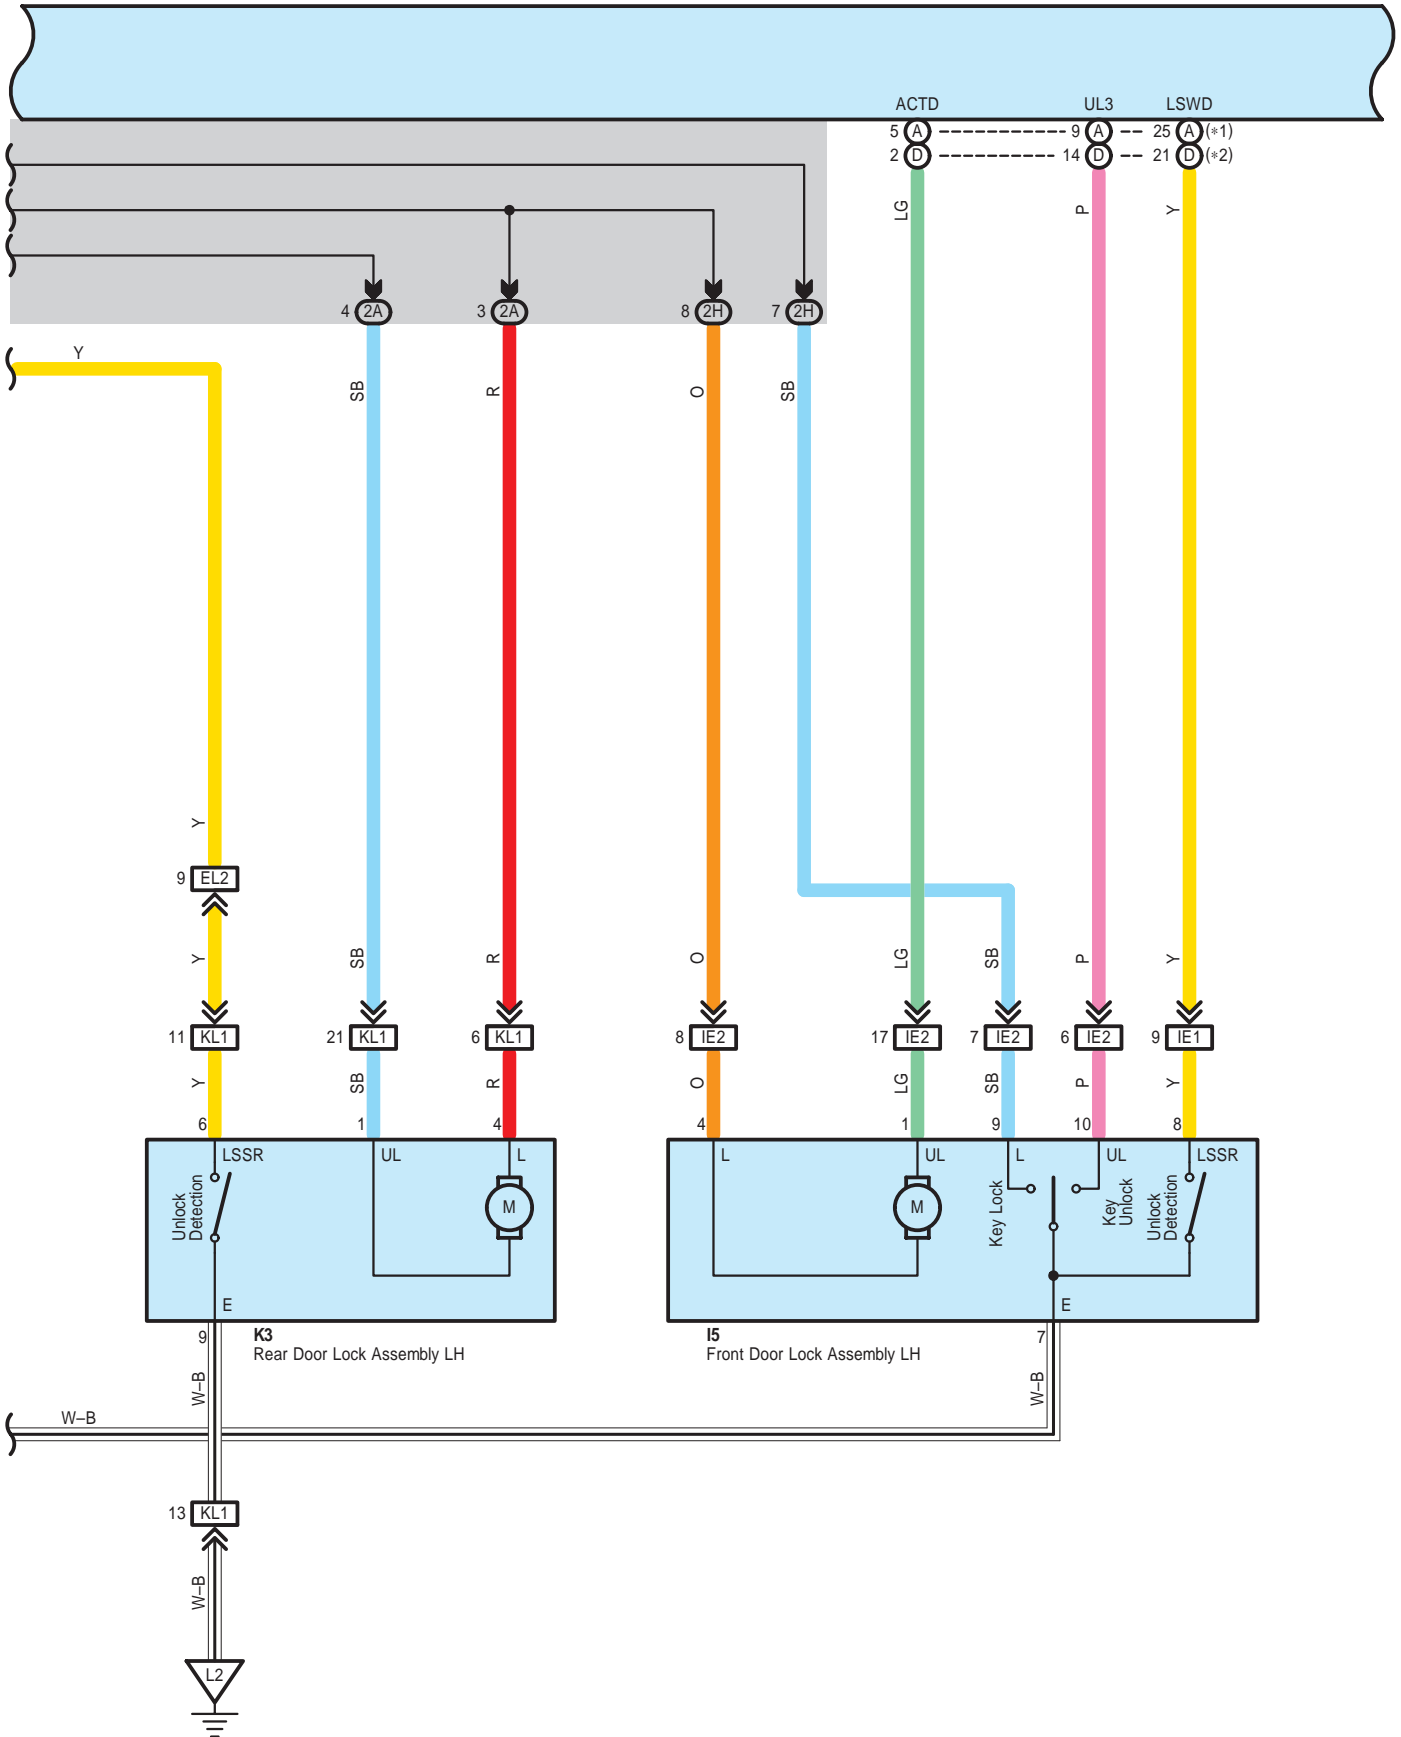 ACTD UL3 LSWD
5 A 9 A 25 A (*1)
2 D 14 D 21 D (*2)
LG P Y
4 2A 3 2A 8 2H 7 2H
Y
SB R O SB
Y
9 EL2
Y SB R O LG SB P Y
11 KL1 21 KL1 6 KL1 8 IE2 17 IE2 7 IE2 6 IE2 9 IE1
Y SB R O LG SB P Y
6 1 4 4 1 9 10 8
LSSR UL L L UL L UL LSSR
Unlock
Detection
M
M
Key Lock
Key
Unlock
Unlock
Detection
E E
9 K3 I5 7
Rear Door Lock Assembly LH Front Door Lock Assembly LH
W–B W–B
W–B
13 KL1
W–B
L2